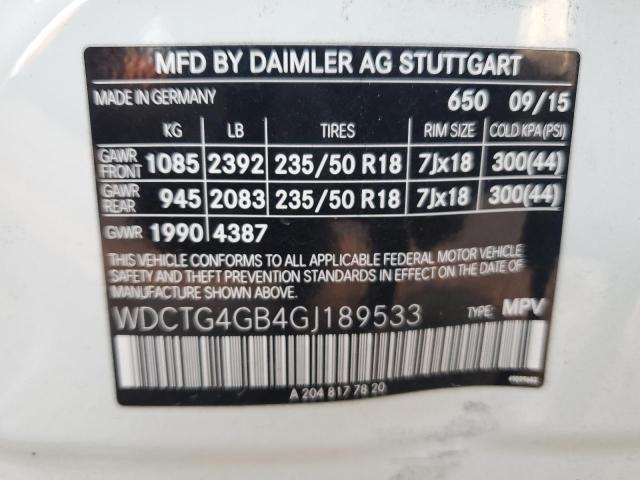 MFD BY DAIMLER AG STUTTGART
MADE IN GERMANY 650 09/15
KG LB TIRES RIM SIZE COLD KPA(PSI)
GAWR FRONT 1085 2392 235/50 R18 7Jx18 300(44)
GAWR REAR 945 2083 235/50 R18 7Jx18 300(44)
GVWR 1990 4387
THIS VEHICLE CONFORMS TO ALL APPLICABLE FEDERAL MOTOR VEHICLE
SAFETY AND THEFT PREVENTION STANDARDS IN EFFECT ON THE DATE OF
MANUFACTURE SHOWN ABOVE.
WDCTG4GB4GJ189533 TYPE: MPV
A 204 817 78 20